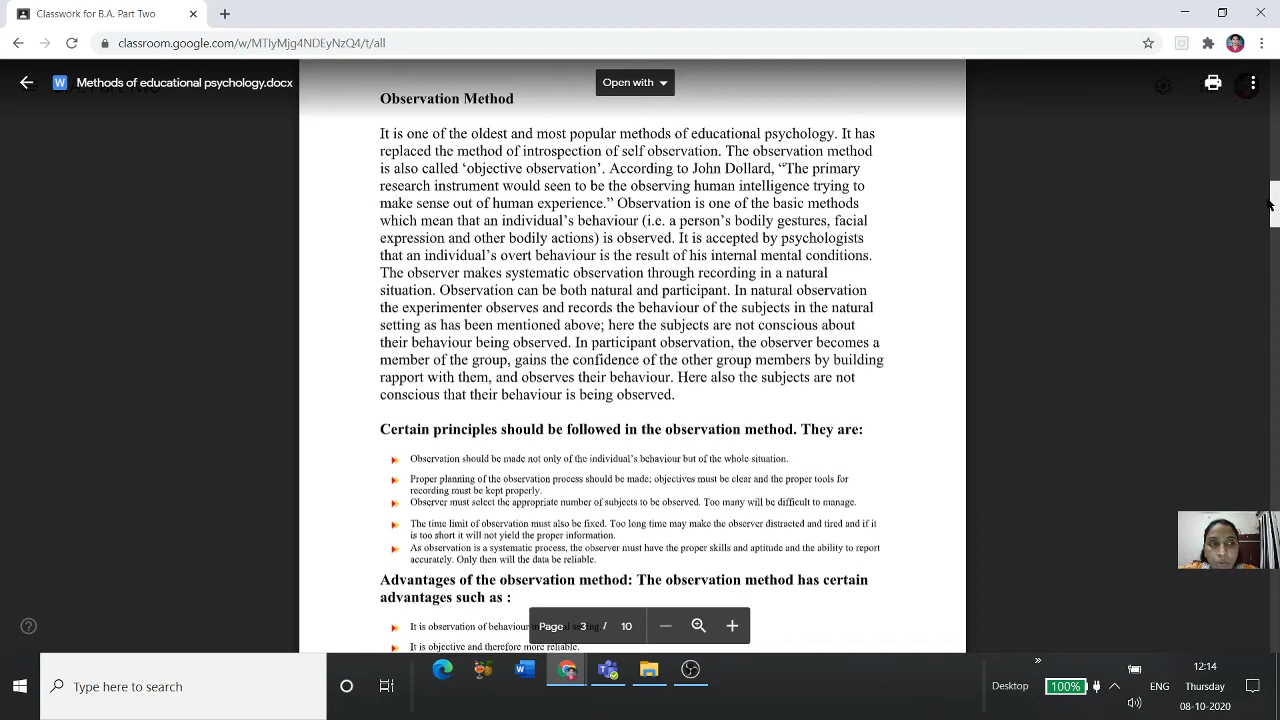 Classwork for B.A. Part Two
classroom.google.com/w/MTIyMjg4NDEyNzQ4/t/all
Methods of educational psychology.docx
Open with
Observation Method
It is one of the oldest and most popular methods of educational psychology. It has
replaced the method of introspection of self observation. The observation method
is also called ‘objective observation’. According to John Dollard, “The primary
research instrument would seen to be the observing human intelligence trying to
make sense out of human experience.” Observation is one of the basic methods
which mean that an individual’s behaviour (i.e. a person’s bodily gestures, facial
expression and other bodily actions) is observed. It is accepted by psychologists
that an individual’s overt behaviour is the result of his internal mental conditions.
The observer makes systematic observation through recording in a natural
situation. Observation can be both natural and participant. In natural observation
the experimenter observes and records the behaviour of the subjects in the natural
setting as has been mentioned above; here the subjects are not conscious about
their behaviour being observed. In participant observation, the observer becomes a
member of the group, gains the confidence of the other group members by building
rapport with them, and observes their behaviour. Here also the subjects are not
conscious that their behaviour is being observed.
Certain principles should be followed in the observation method. They are:
Observation should be made not only of the individual’s behaviour but of the whole situation.
Proper planning of the observation process should be made; objectives must be clear and the proper tools for
recording must be kept properly.
Observer must select the appropriate number of subjects to be observed. Too many will be difficult to manage.
The time limit of observation must also be fixed. Too long time may make the observer distracted and tired and if it
is too short it will not yield the proper information.
As observation is a systematic process, the observer must have the proper skills and aptitude and the ability to report
accurately. Only then will the data be reliable.
Advantages of the observation method: The observation method has certain
advantages such as :
It is observation of behaviour
Page 3 / 10
It is objective and therefore more reliable.
Type here to search
Desktop
100%
ENG
12:14
Thursday
08-10-2020